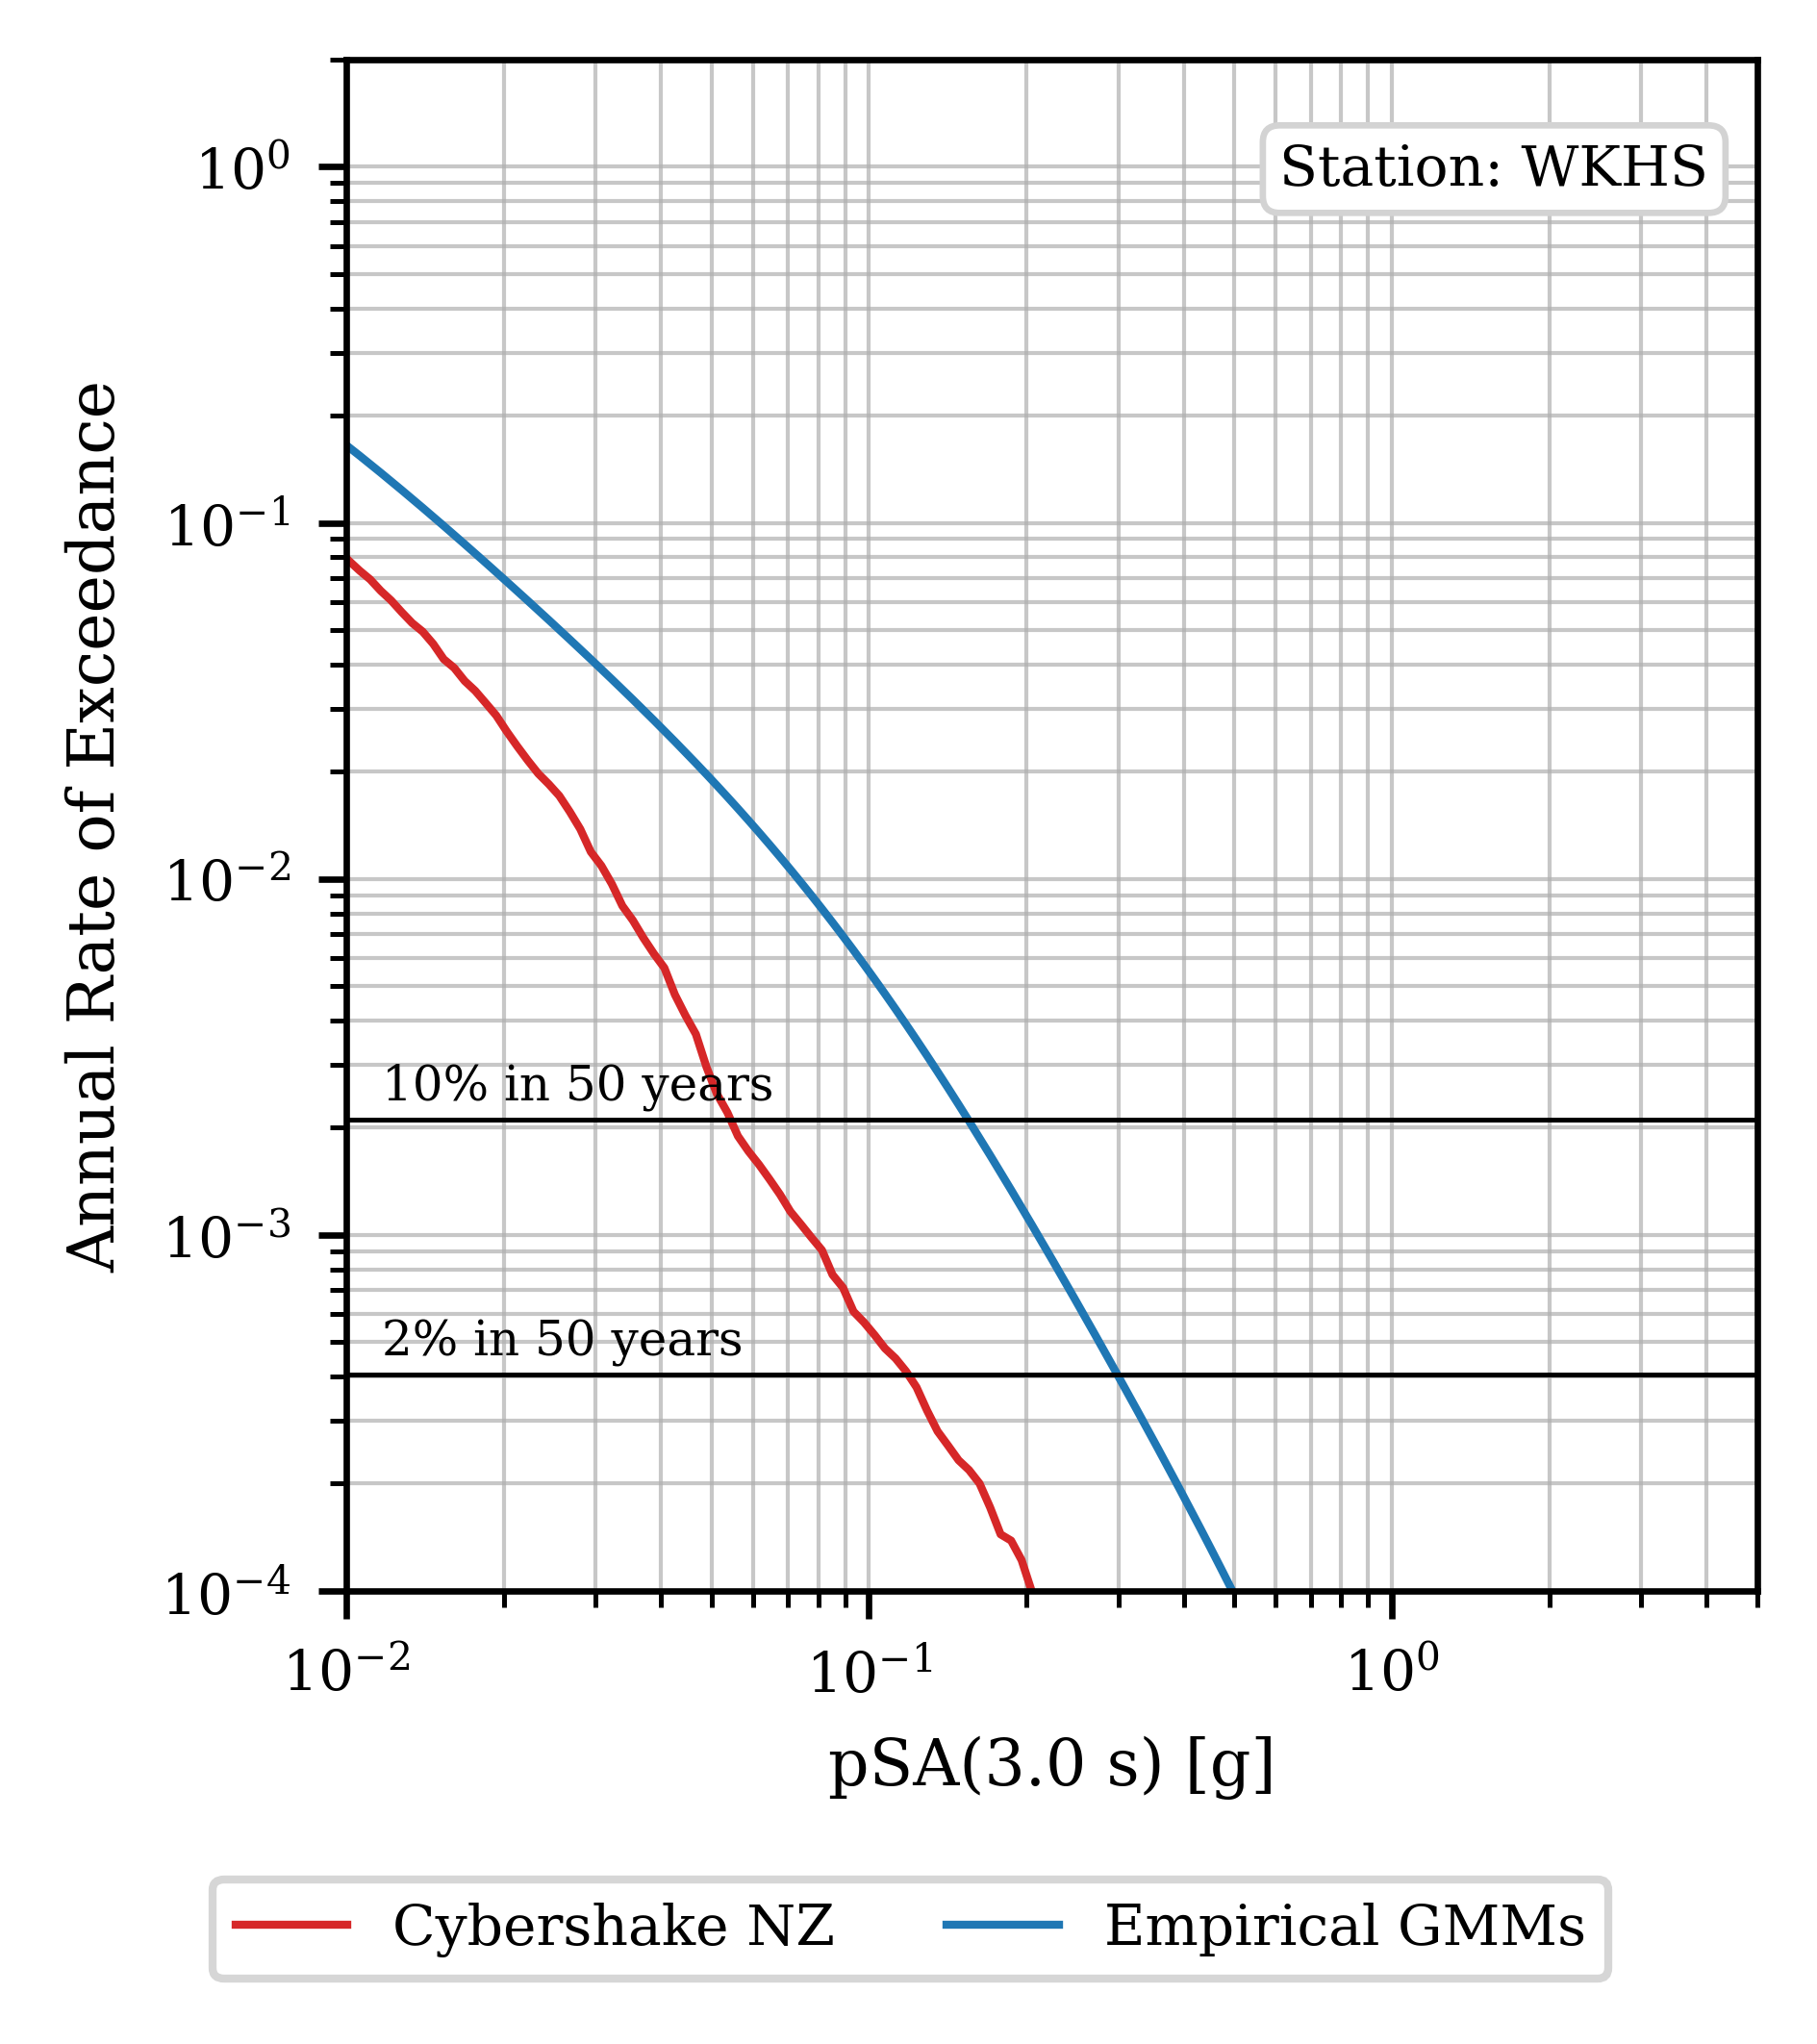 Station: WKHS
Annual Rate of Exceedance
10⁰
10⁻¹
10⁻²
10⁻³
10⁻⁴
10% in 50 years
2% in 50 years
10⁻²
10⁻¹
10⁰
pSA(3.0 s) [g]
Cybershake NZ
Empirical GMMs